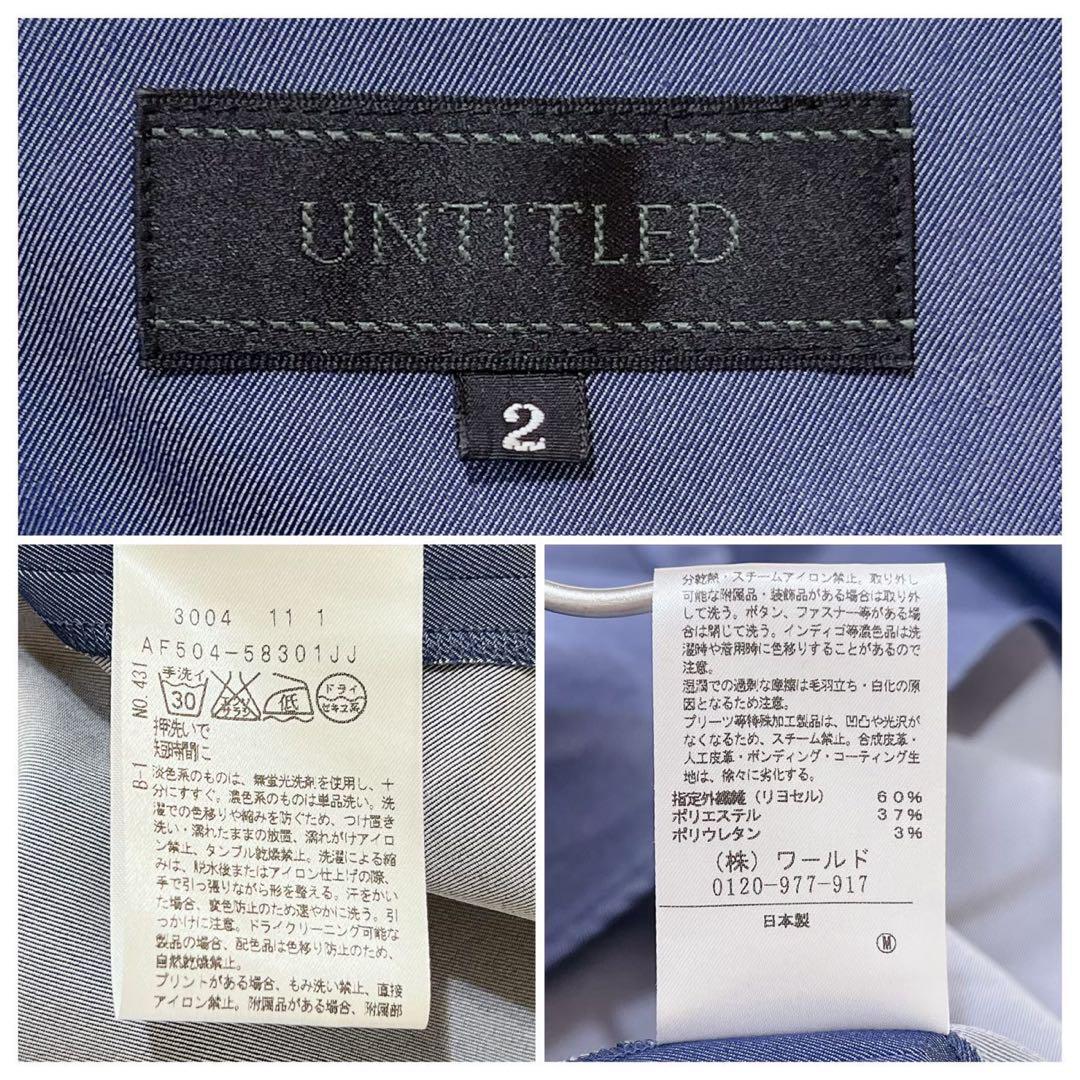 UNTITLED
2
3004 11 1
AF504-58301JJ
手洗イ
30
エンソサラシ
低
ドライ
セキユ系
NO.431
B-1
押洗いで
短時間に
淡色系のものは、無蛍光洗剤を使用し、十
分にすすぐ。濃色系のものは単品洗い。洗
濯での色移りや縮みを防ぐため、つけ置き
洗い・濡れたままの放置、濡れがけアイロ
ン禁止、タンブル乾燥禁止。洗濯による縮
みは、脱水後またはアイロン仕上げの際、
手で引っ張りながら形を整える。汗をかい
た場合、変色防止のため速やかに洗う。引
っかけに注意。ドライクリーニング可能な
製品の場合、配色品は色移り防止のため、
自然乾燥禁止。
プリントがある場合、もみ洗い禁止、直接
アイロン禁止。附属品がある場合、附属部
分乾熱・スチームアイロン禁止。取り外し
可能な附属品・装飾品がある場合は取り外
して洗う。ボタン、ファスナー等がある場
合は閉じて洗う。インディゴ等濃色品は洗
濯時や着用時に色移りすることがあるので
注意。
湿潤での過剰な摩擦は毛羽立ち・白化の原
因となるため注意。
プリーツ等特殊加工製品は、凹凸や光沢が
なくなるため、スチーム禁止。合成皮革・
人工皮革・ボンディング・コーティング生
地は、徐々に劣化する。
指定外繊維（リヨセル） 60%
ポリエステル 37%
ポリウレタン 3%
（株）ワールド
0120-977-917
日本製
M